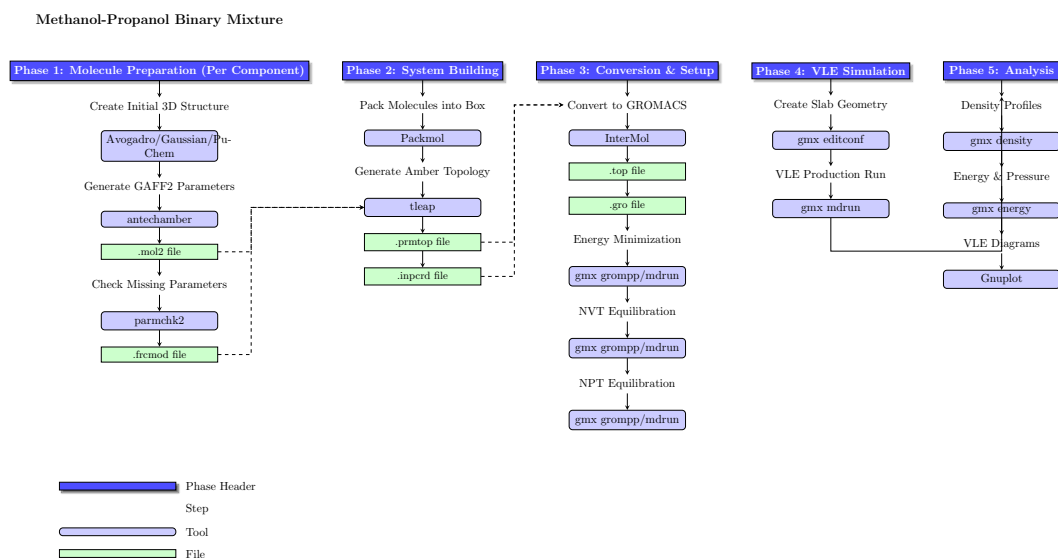 Methanol-Propanol Binary Mixture
Phase 1: Molecule Preparation (Per Component)
Create Initial 3D Structure
Avogadro/Gaussian/Pu-
Chem
Generate GAFF2 Parameters
antechamber
.mol2 file
Check Missing Parameters
parmchk2
.frcmod file
Phase 2: System Building
Pack Molecules into Box
Packmol
Generate Amber Topology
tleap
.prmtop file
.inpcrd file
Phase 3: Conversion & Setup
Convert to GROMACS
InterMol
.top file
.gro file
Energy Minimization
gmx grompp/mdrun
NVT Equilibration
gmx grompp/mdrun
NPT Equilibration
gmx grompp/mdrun
Phase 4: VLE Simulation
Create Slab Geometry
gmx editconf
VLE Production Run
gmx mdrun
Phase 5: Analysis
Density Profiles
gmx density
Energy & Pressure
gmx energy
VLE Diagrams
Gnuplot
Phase Header
Step
Tool
File